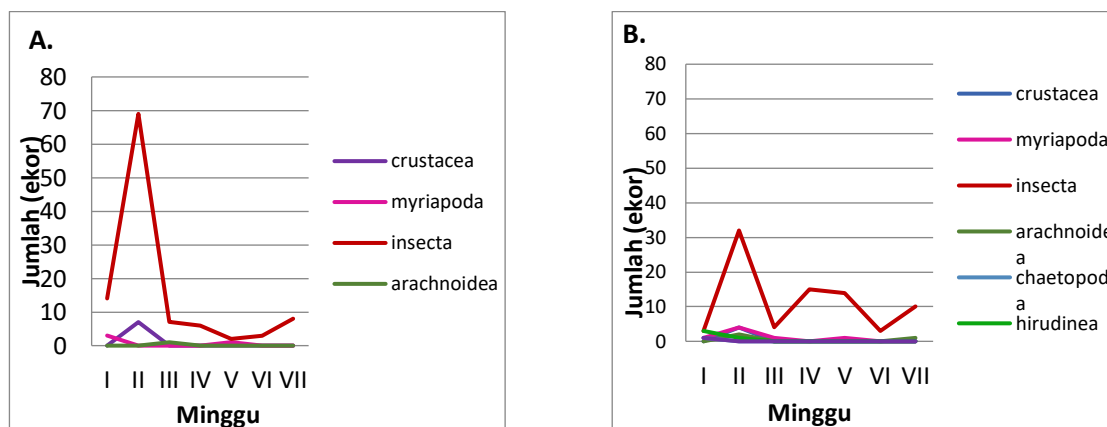 A.
80
70
60
50
40
30
20
10
0
Jumlah (ekor)
I II III IV V VI VII
Minggu
crustacea
myriapoda
insecta
arachnoidea
B.
80
70
60
50
40
30
20
10
0
Jumlah (ekor)
I II III IV V VI VII
Minggu
crustacea
myriapoda
insecta
arachnoide
a
chaetopod
a
hirudinea